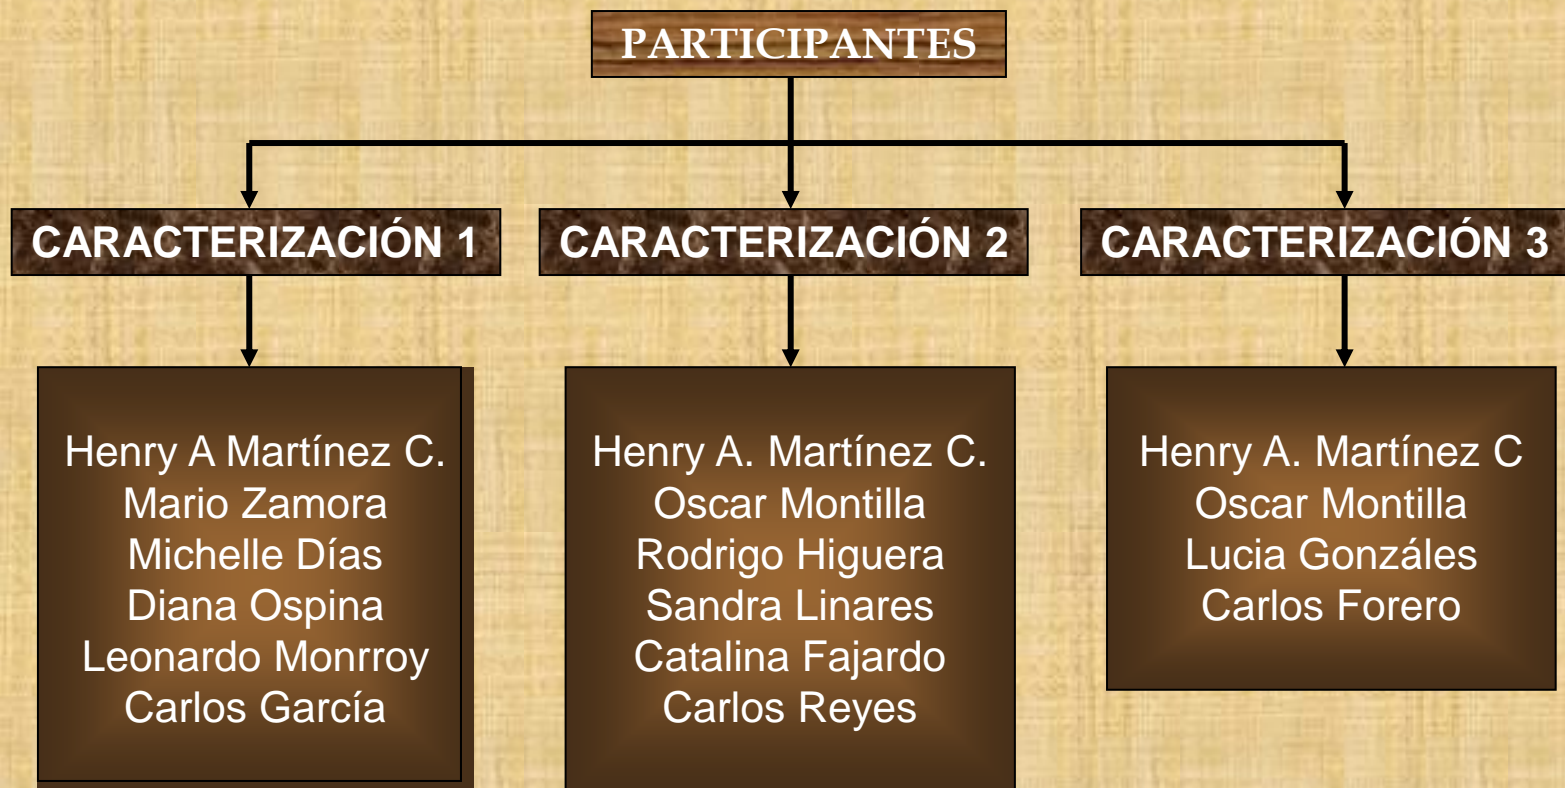 PARTICIPANTES
CARACTERIZACIÓN 1
Henry A Martínez C.
Mario Zamora
Michelle Días
Diana Ospina
Leonardo Monrroy
Carlos García
CARACTERIZACIÓN 2
Henry A. Martínez C.
Oscar Montilla
Rodrigo Higuera
Sandra Linares
Catalina Fajardo
Carlos Reyes
CARACTERIZACIÓN 3
Henry A. Martínez C
Oscar Montilla
Lucia Gonzáles
Carlos Forero